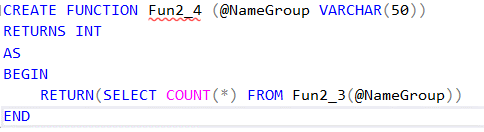 CREATE FUNCTION Fun2_4 (@NameGroup VARCHAR(50))
RETURNS INT
AS
BEGIN
    RETURN(SELECT COUNT(*) FROM Fun2_3(@NameGroup))
END